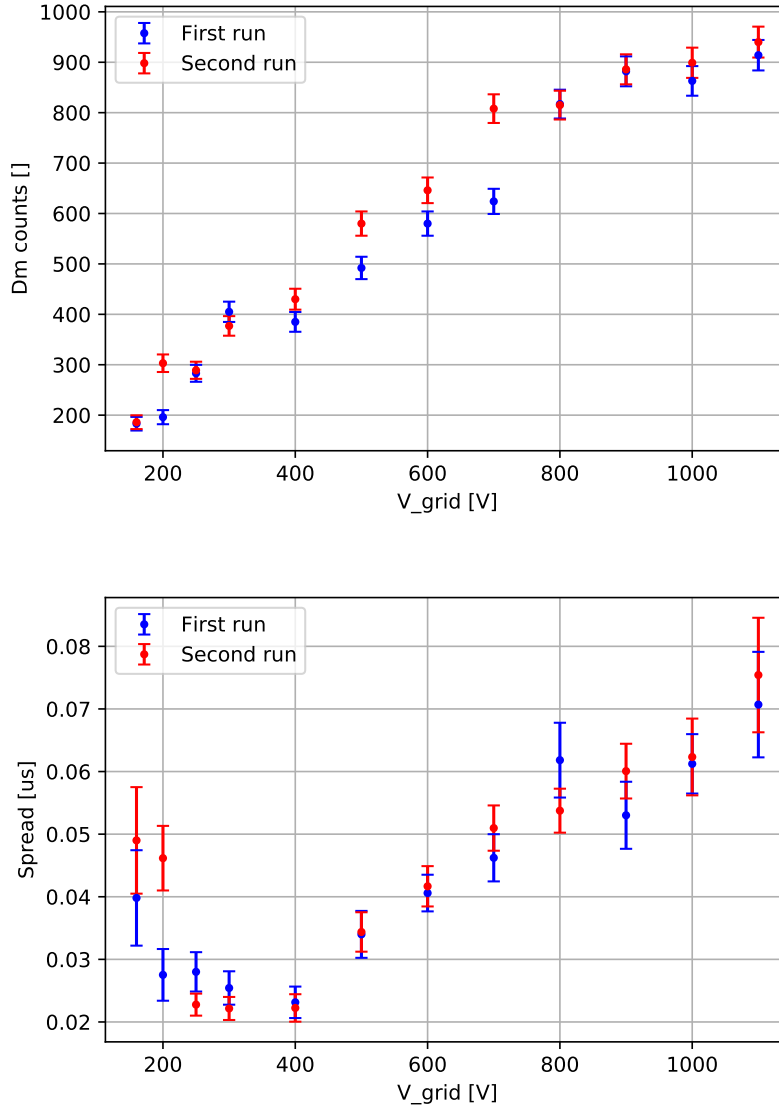 1000
900
800
700
600
500
400
300
200
Dm counts []
First run
Second run
200 400 600 800 1000
V_grid [V]
0.08
0.07
0.06
0.05
0.04
0.03
0.02
Spread [us]
First run
Second run
200 400 600 800 1000
V_grid [V]